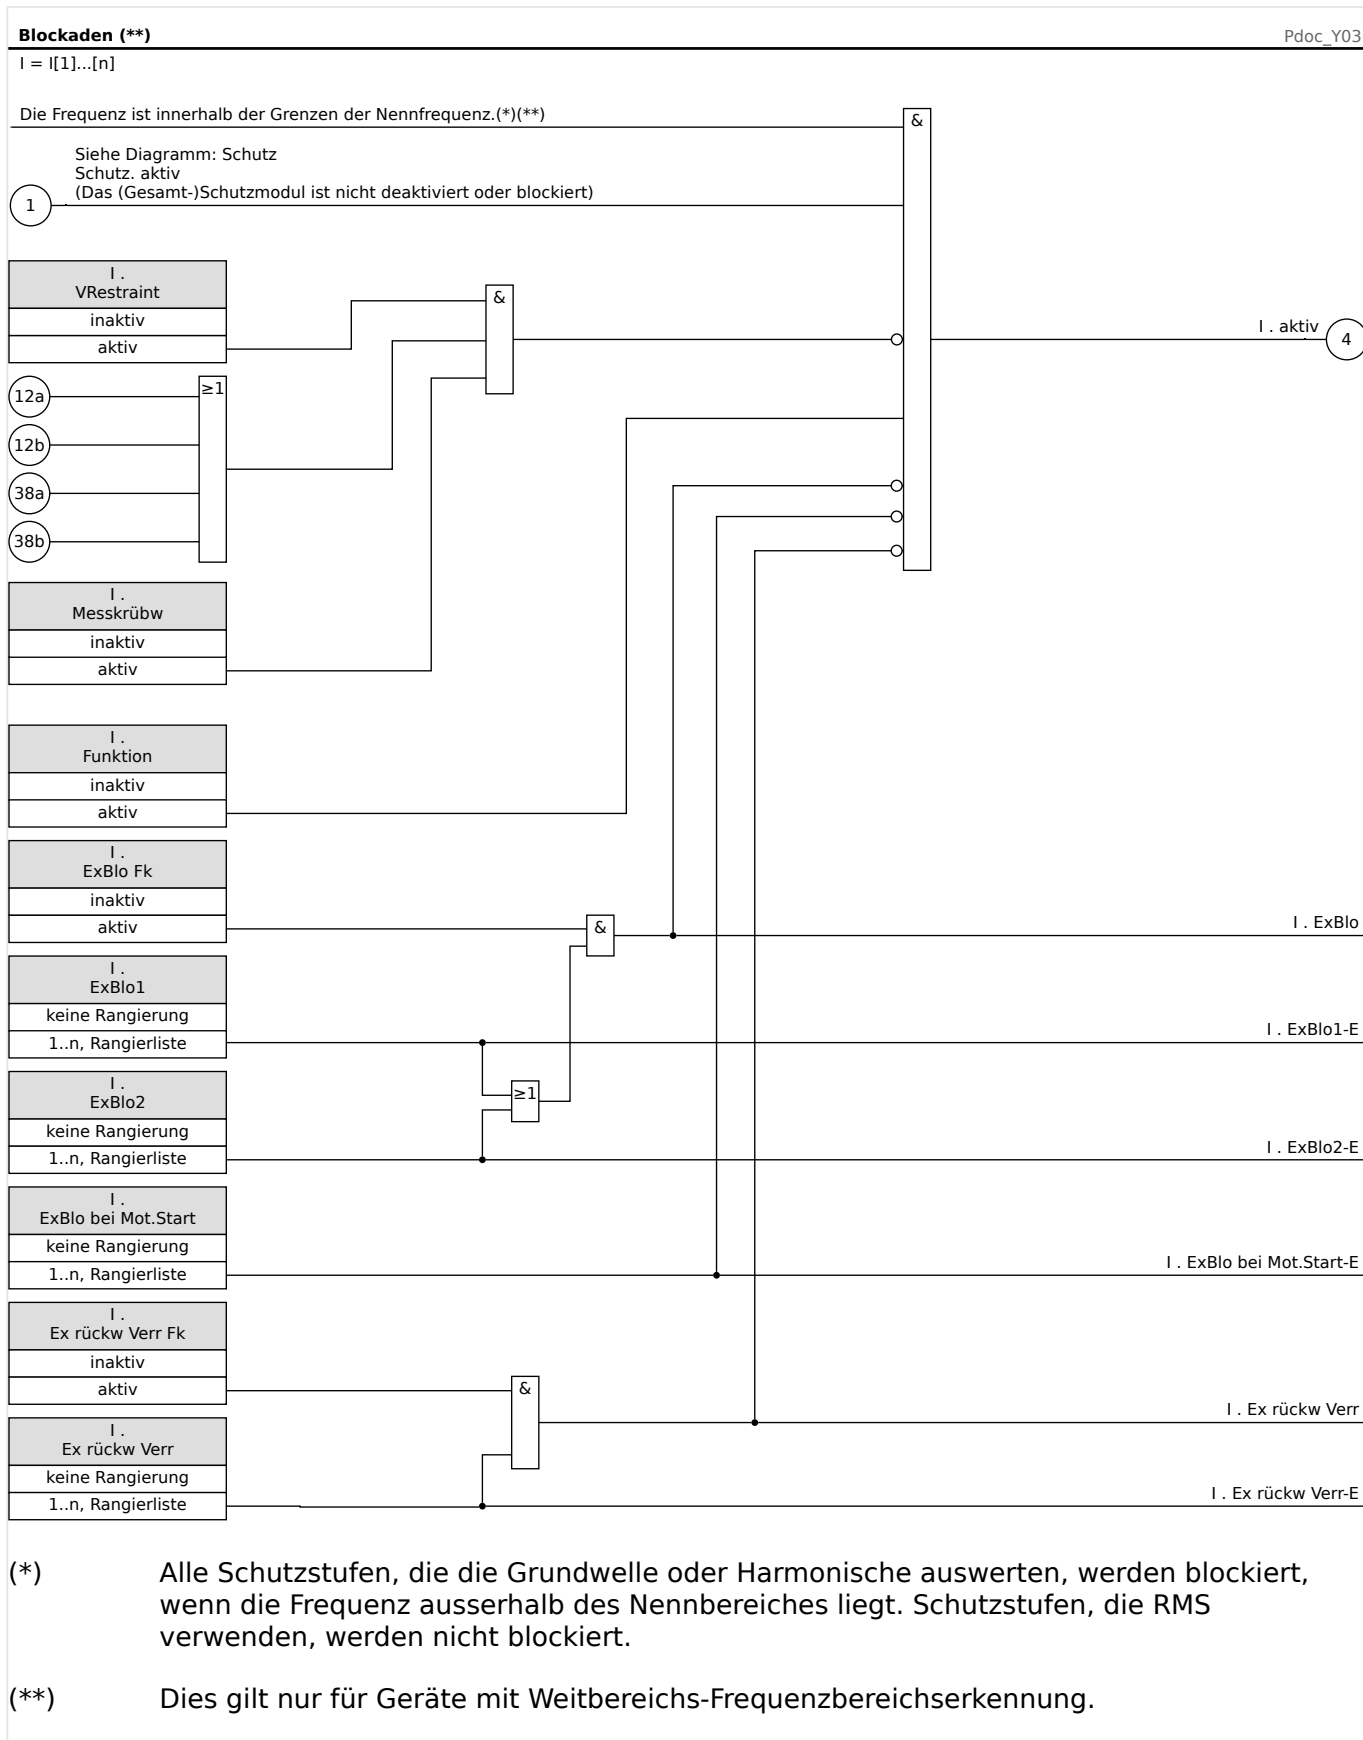 Blockaden (**)
Pdoc_Y03
I = I[1]...[n]
Die Frequenz ist innerhalb der Grenzen der Nennfrequenz.(*)(**)
&
Siehe Diagramm: Schutz
Schutz. aktiv
(Das (Gesamt-)Schutzmodul ist nicht deaktiviert oder blockiert)
1
I .
VRestraint
inaktiv
aktiv
&
I . aktiv
4
12a
≥1
12b
38a
38b
I .
Messkrübw
inaktiv
aktiv
I .
Funktion
inaktiv
aktiv
I .
ExBlo Fk
inaktiv
aktiv
&
I . ExBlo
I .
ExBlo1
keine Rangierung
1..n, Rangierliste
I . ExBlo1-E
≥1
I .
ExBlo2
keine Rangierung
1..n, Rangierliste
I . ExBlo2-E
I .
ExBlo bei Mot.Start
keine Rangierung
1..n, Rangierliste
I . ExBlo bei Mot.Start-E
I .
Ex rückw Verr Fk
inaktiv
aktiv
&
I . Ex rückw Verr
I .
Ex rückw Verr
keine Rangierung
1..n, Rangierliste
I . Ex rückw Verr-E
(*) Alle Schutzstufen, die die Grundwelle oder Harmonische auswerten, werden blockiert,
wenn die Frequenz ausserhalb des Nennbereiches liegt. Schutzstufen, die RMS
verwenden, werden nicht blockiert.
(**) Dies gilt nur für Geräte mit Weitbereichs-Frequenzbereichserkennung.